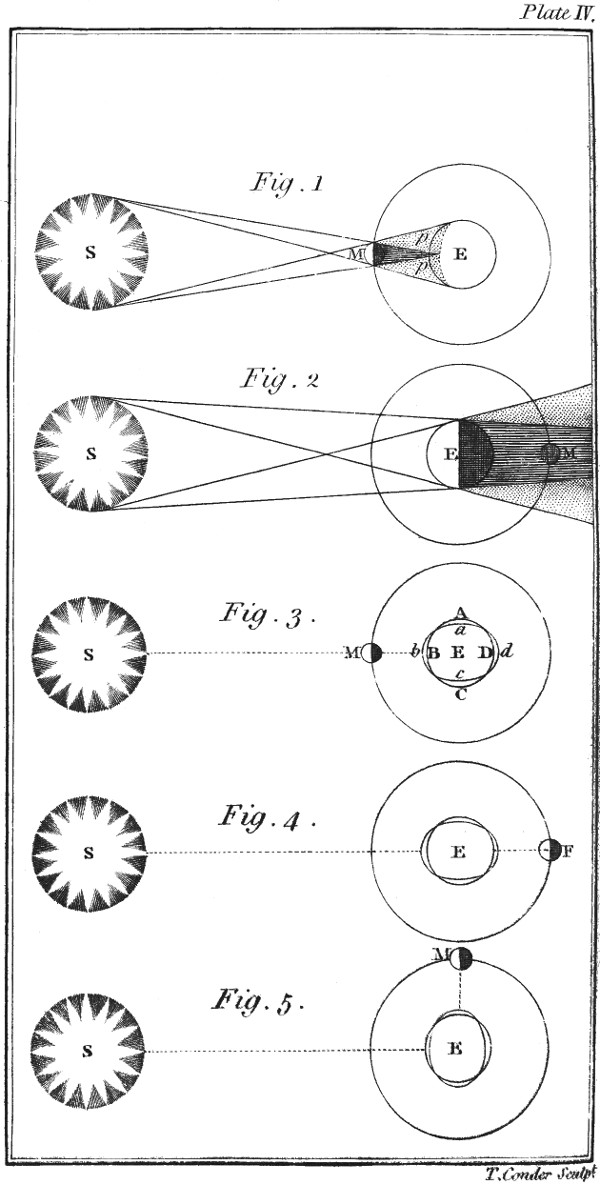 Plate IV.
Fig. 1
S
M
p
p
E
Fig. 2
S
E
M
Fig. 3.
S
M
A
a
b B E D d
c
C
Fig. 4.
S
E
F
Fig. 5.
M
S
E
T. Conder Sculpt.